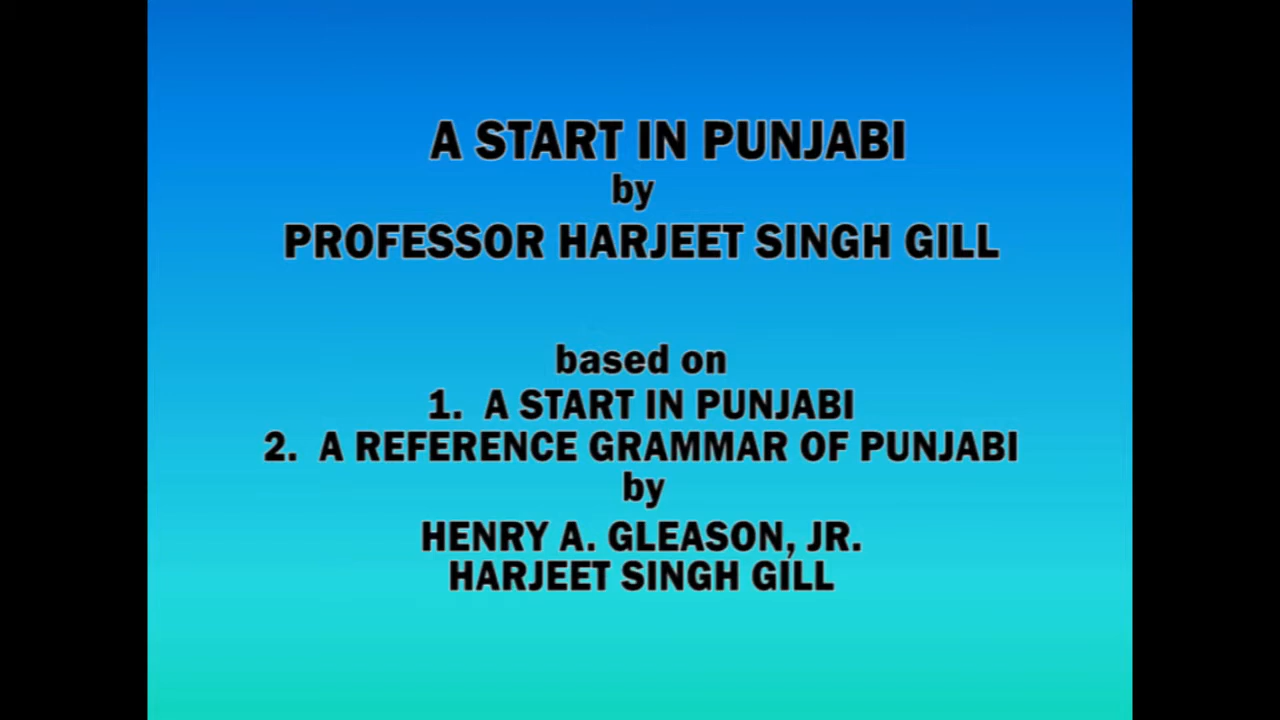 A START IN PUNJABI
by
PROFESSOR HARJEET SINGH GILL
based on
1. A START IN PUNJABI
2. A REFERENCE GRAMMAR OF PUNJABI
by
HENRY A. GLEASON, JR.
HARJEET SINGH GILL